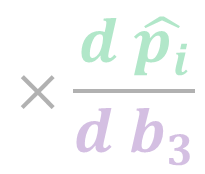 × d p̂ᵢ
d b₃